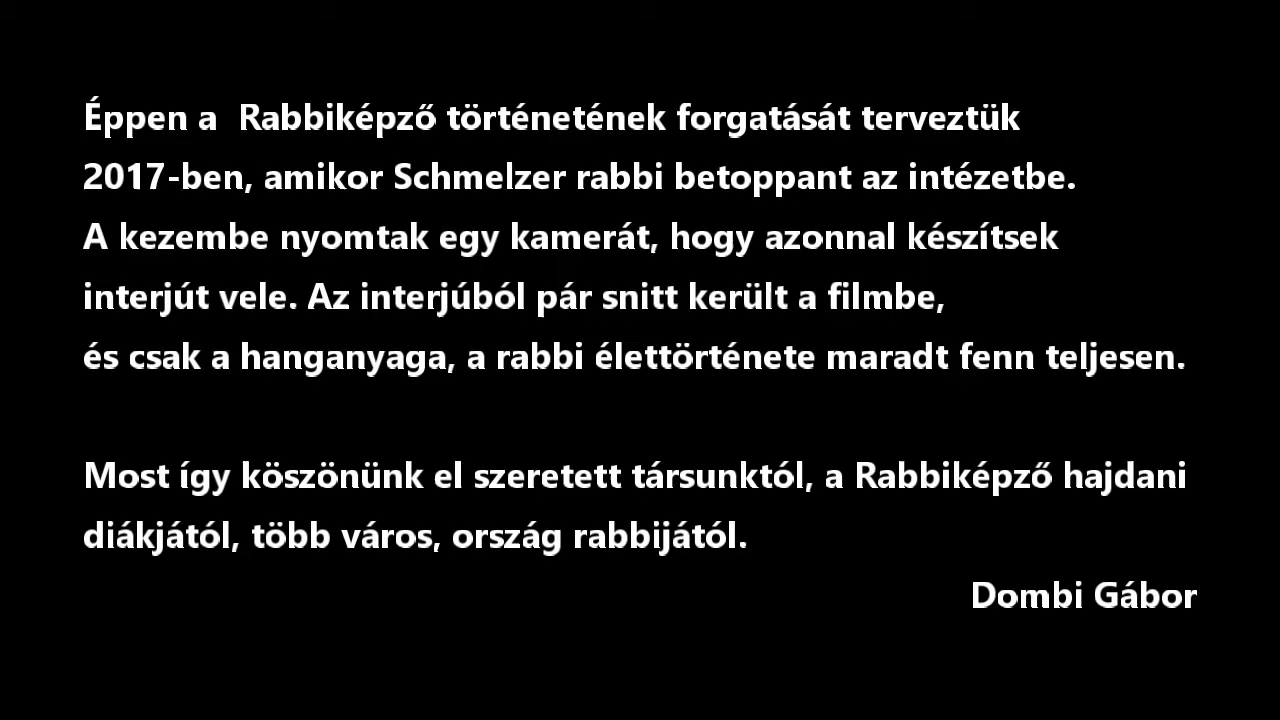 Éppen a  Rabbiképző történetének forgatását terveztük
2017-ben, amikor Schmelzer rabbi betoppant az intézetbe.
A kezembe nyomtak egy kamerát, hogy azonnal készítsek
interjút vele. Az interjúból pár snitt került a filmbe,
és csak a hanganyaga, a rabbi élettörténete maradt fenn teljesen.
Most így köszönünk el szeretett társunktól, a Rabbiképző hajdani
diákjától, több város, ország rabbijától.
Dombi Gábor